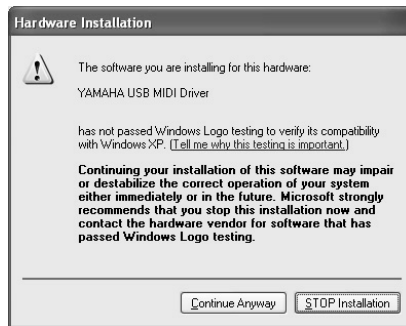 Hardware Installation
The software you are installing for this hardware:
YAMAHA USB MIDI Driver
has not passed Windows Logo testing to verify its compatibility
with Windows XP. (Tell me why this testing is important.)
Continuing your installation of this software may impair
or destabilize the correct operation of your system
either immediately or in the future. Microsoft strongly
recommends that you stop this installation now and
contact the hardware vendor for software that has
passed Windows Logo testing.
Continue Anyway STOP Installation